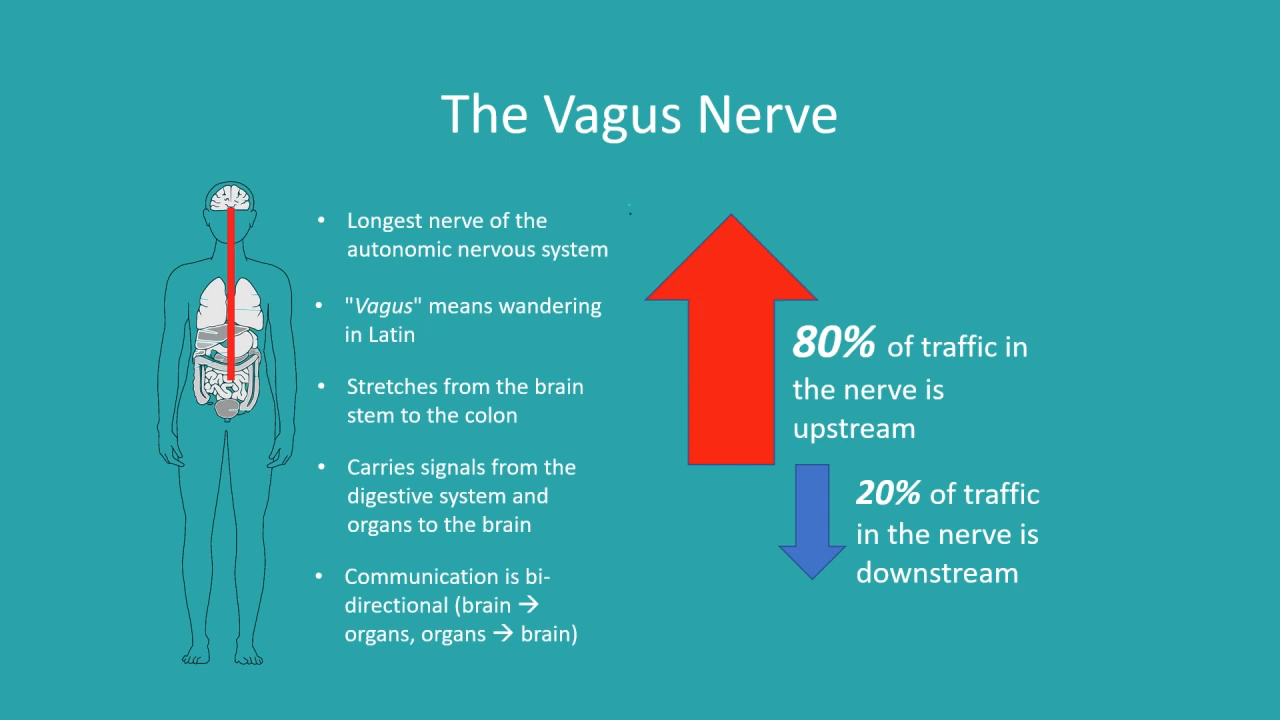 The Vagus Nerve
• Longest nerve of the
autonomic nervous system
• "Vagus" means wandering
in Latin
• Stretches from the brain
stem to the colon
• Carries signals from the
digestive system and
organs to the brain
• Communication is bi-
directional (brain →
organs, organs → brain)
80% of traffic in
the nerve is
upstream
20% of traffic
in the nerve is
downstream